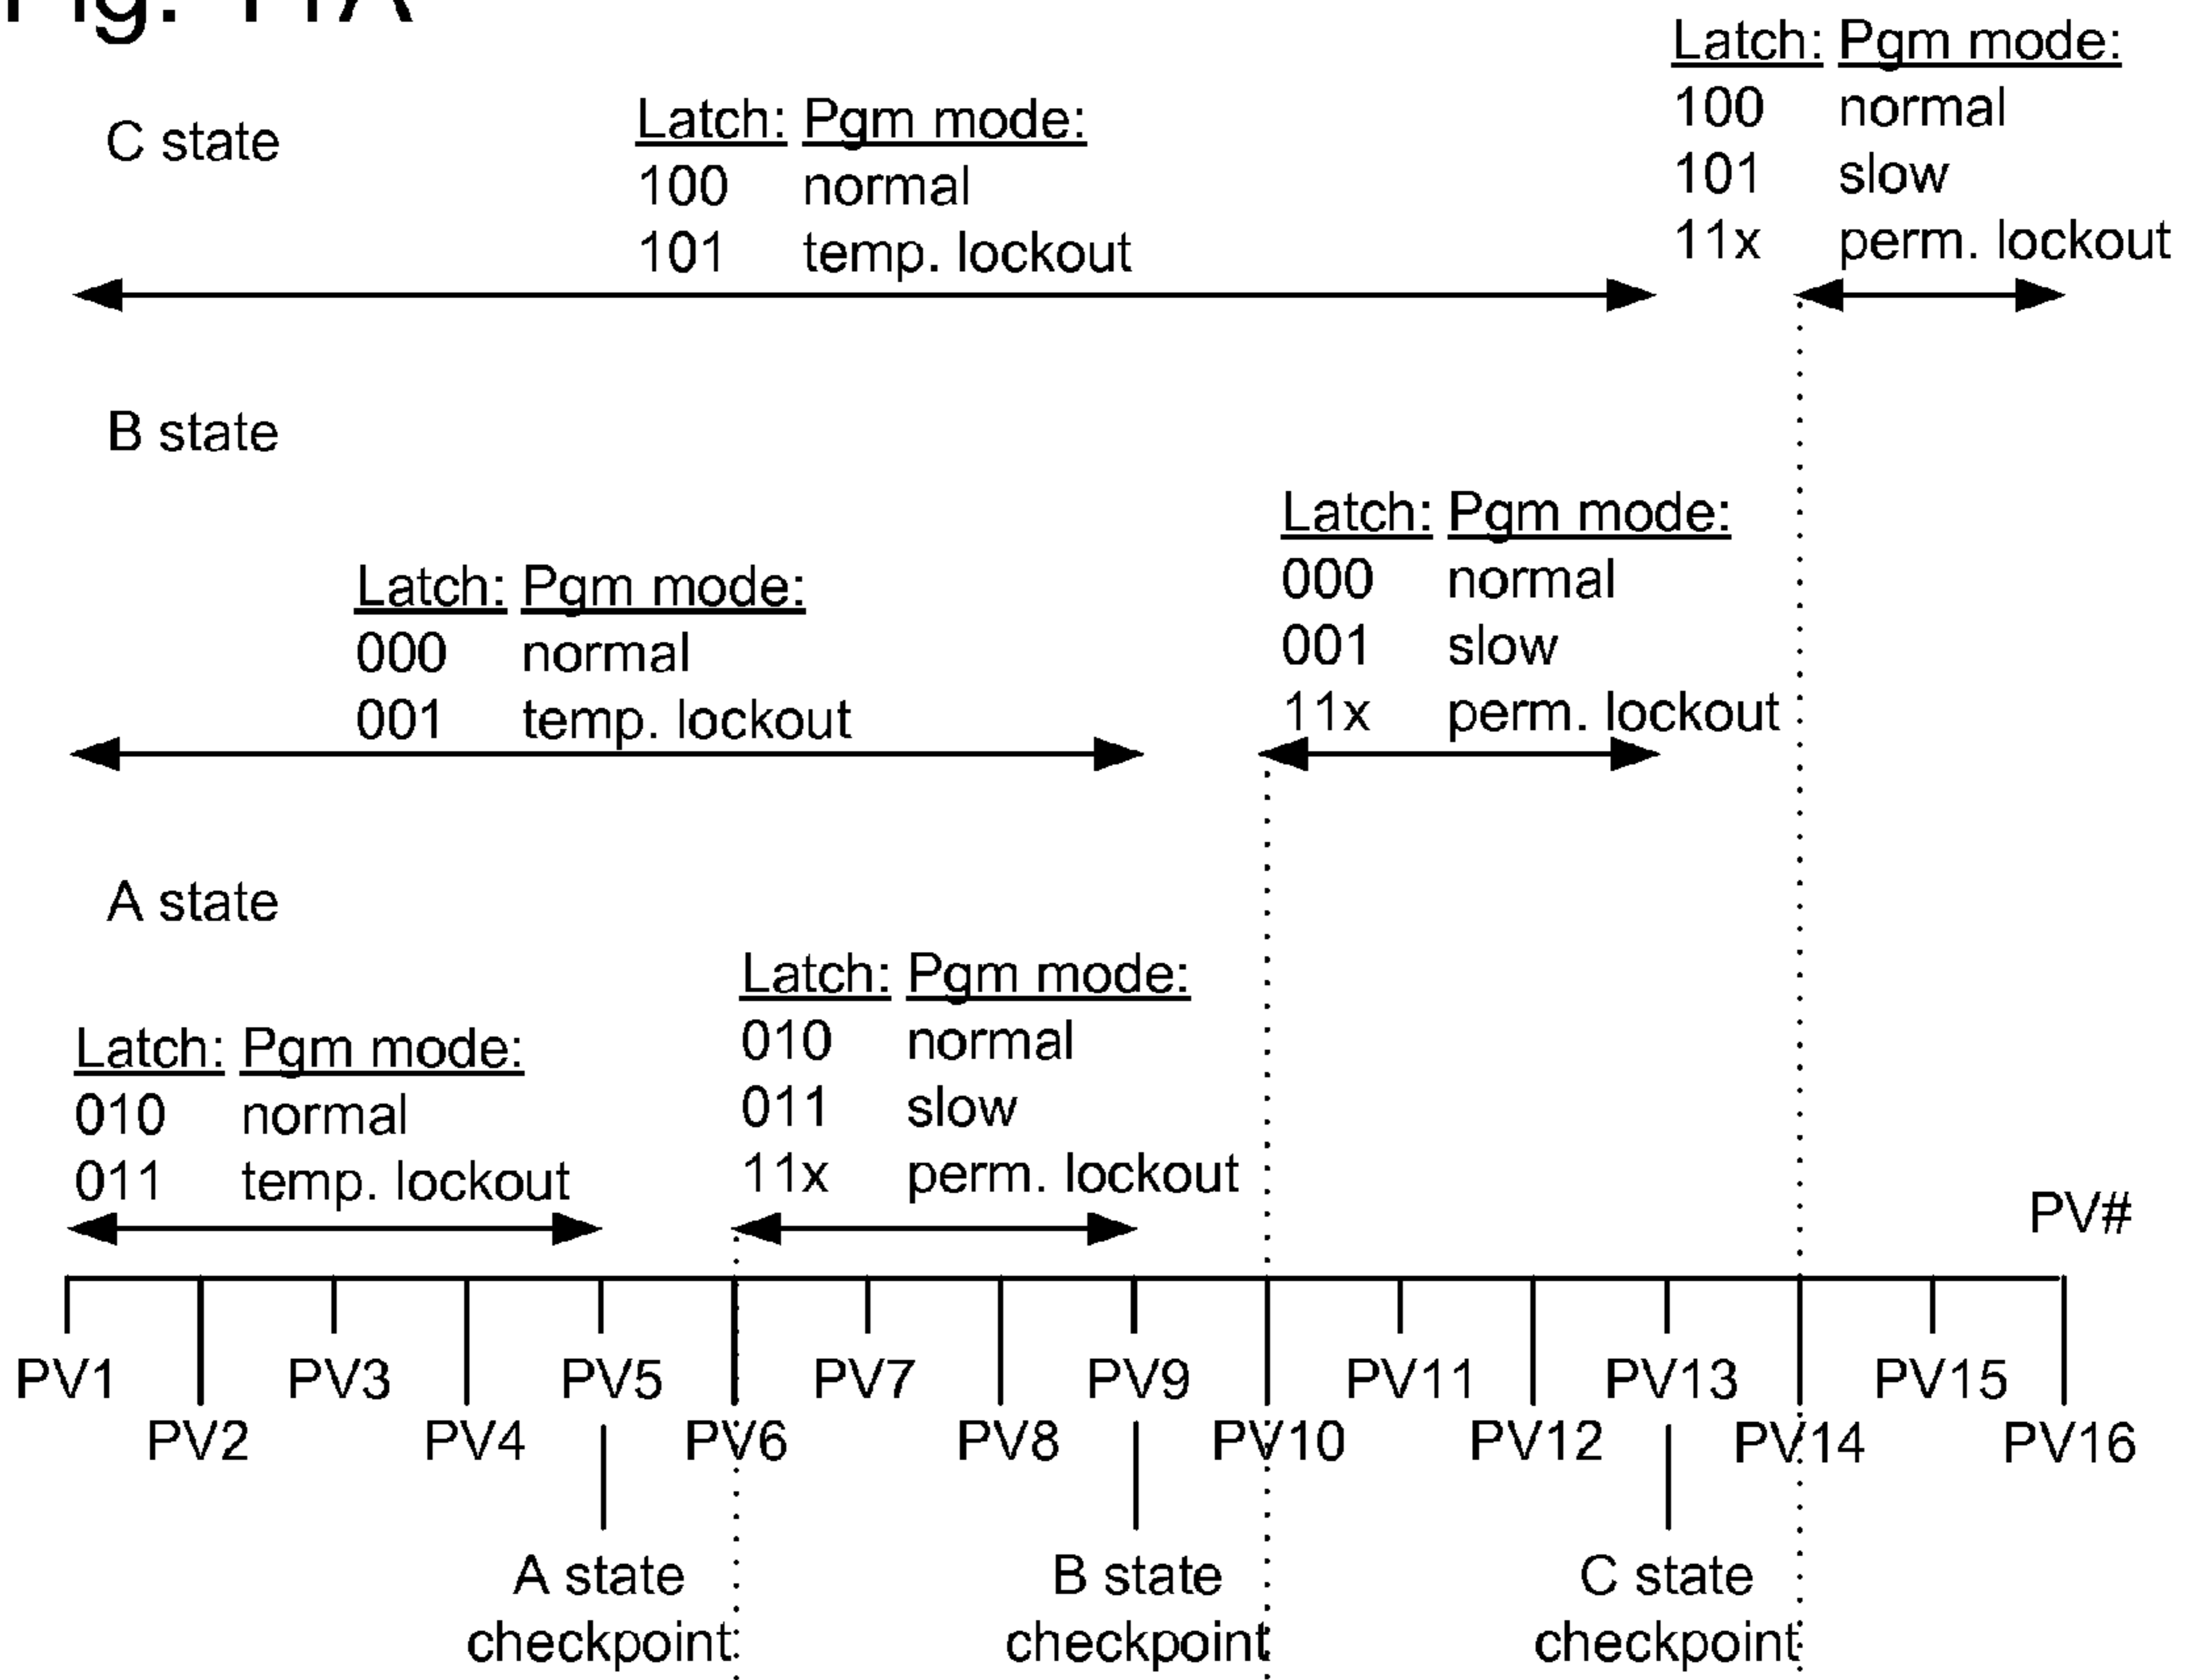 Fig. 11A
Latch: Pgm mode:
100 normal
101 slow
11x perm. lockout
C state
Latch: Pgm mode:
100 normal
101 temp. lockout
B state
Latch: Pgm mode:
000 normal
001 slow
11x perm. lockout
Latch: Pgm mode:
000 normal
001 temp. lockout
A state
Latch: Pgm mode:
010 normal
011 slow
11x perm. lockout
Latch: Pgm mode:
010 normal
011 temp. lockout
PV#
PV1 PV3 PV5 PV7 PV9 PV11 PV13 PV15
PV2 PV4 PV6 PV8 PV10 PV12 PV14 PV16
A state
checkpoint
B state
checkpoint
C state
checkpoint